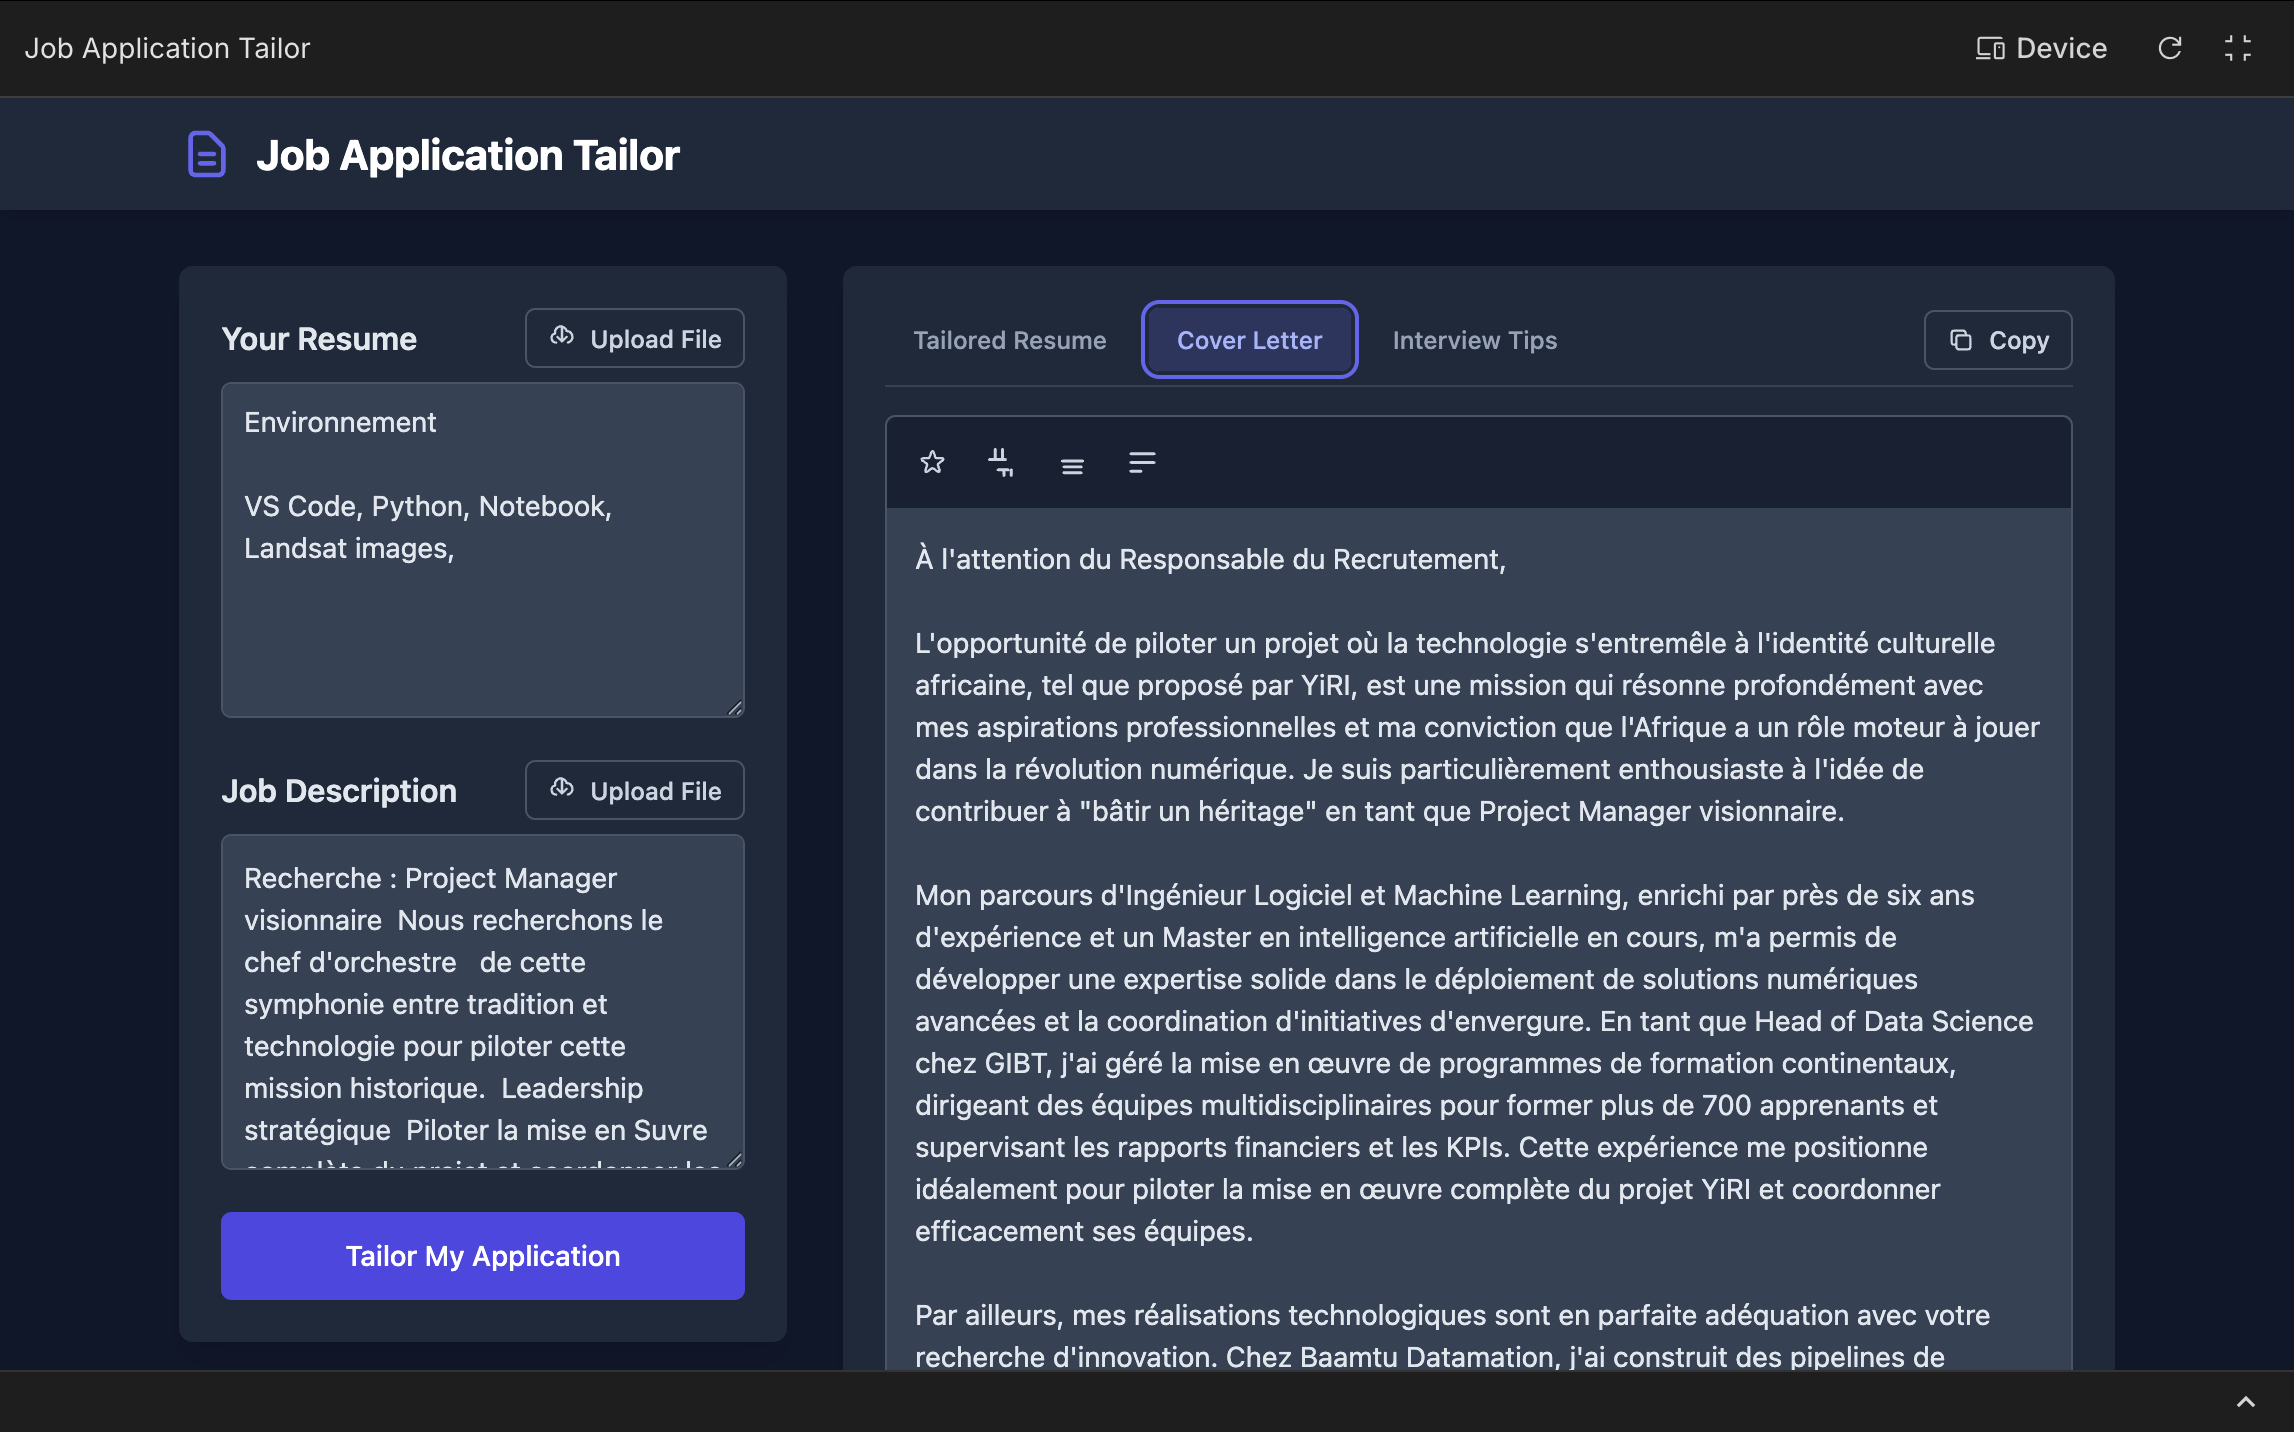 Job Application Tailor
Device
Job Application Tailor
Your Resume
Upload File
Environnement
VS Code, Python, Notebook,
Landsat images,
Job Description
Upload File
Recherche : Project Manager
visionnaire  Nous recherchons le
chef d'orchestre   de cette
symphonie entre tradition et
technologie pour piloter cette
mission historique.  Leadership
stratégique  Piloter la mise en Suvre
complète du projet et coordonner les
Tailor My Application
Tailored Resume
Cover Letter
Interview Tips
Copy
À l'attention du Responsable du Recrutement,
L'opportunité de piloter un projet où la technologie s'entremêle à l'identité culturelle
africaine, tel que proposé par YiRI, est une mission qui résonne profondément avec
mes aspirations professionnelles et ma conviction que l'Afrique a un rôle moteur à jouer
dans la révolution numérique. Je suis particulièrement enthousiaste à l'idée de
contribuer à "bâtir un héritage" en tant que Project Manager visionnaire.
Mon parcours d'Ingénieur Logiciel et Machine Learning, enrichi par près de six ans
d'expérience et un Master en intelligence artificielle en cours, m'a permis de
développer une expertise solide dans le déploiement de solutions numériques
avancées et la coordination d'initiatives d'envergure. En tant que Head of Data Science
chez GIBT, j'ai géré la mise en œuvre de programmes de formation continentaux,
dirigeant des équipes multidisciplinaires pour former plus de 700 apprenants et
supervisant les rapports financiers et les KPIs. Cette expérience me positionne
idéalement pour piloter la mise en œuvre complète du projet YiRI et coordonner
efficacement ses équipes.
Par ailleurs, mes réalisations technologiques sont en parfaite adéquation avec votre
recherche d'innovation. Chez Baamtu Datamation, j'ai construit des pipelines de